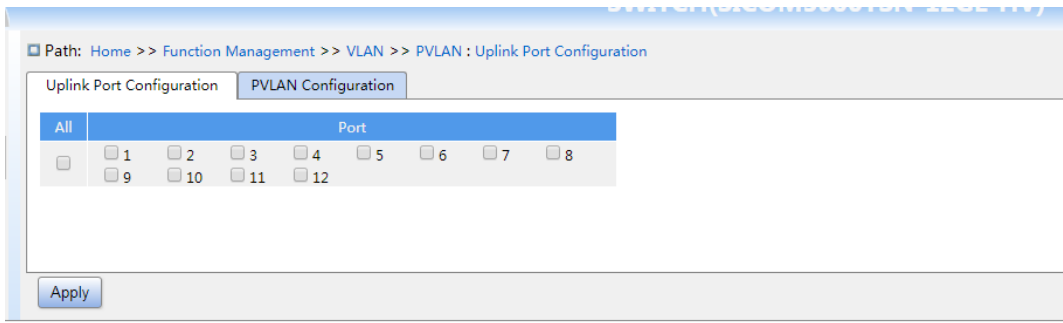 Path: Home >> Function Management >> VLAN >> PVLAN : Uplink Port Configuration
Uplink Port Configuration PVLAN Configuration
All Port
1 2 3 4 5 6 7 8
9 10 11 12
Apply